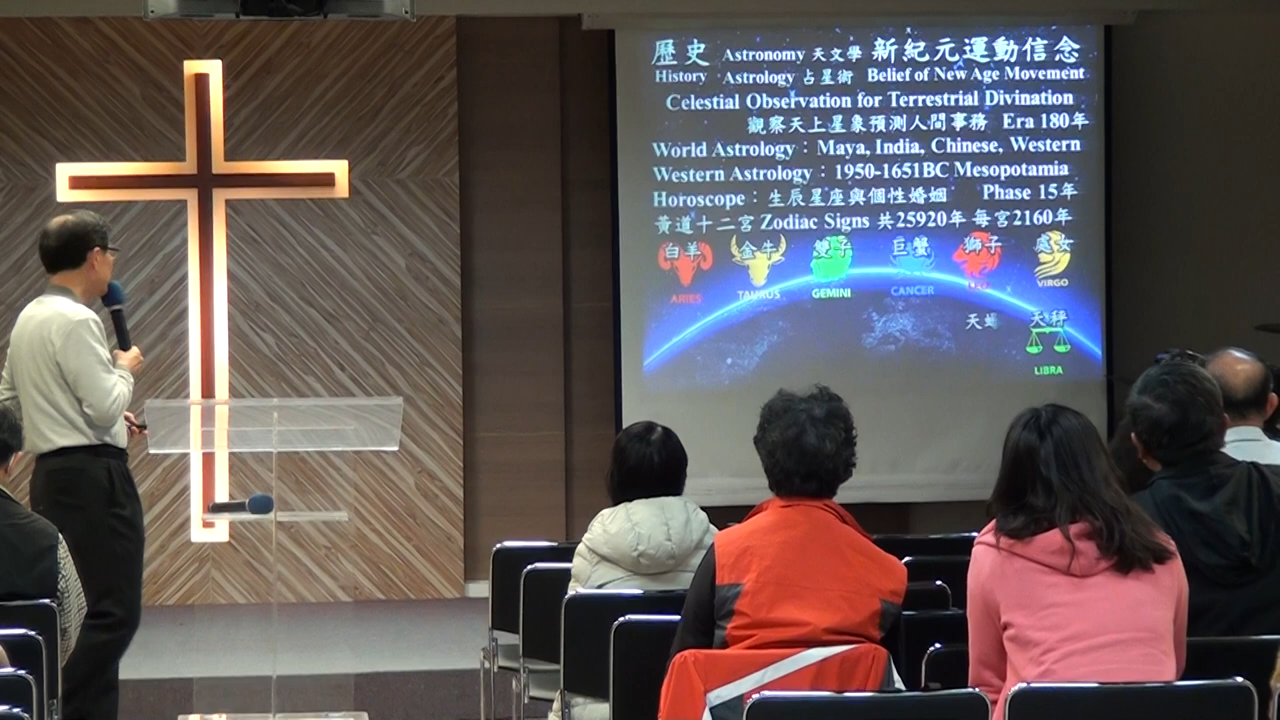 歷史 Astronomy 天文學 新紀元運動信念
History Astrology 占星術 Belief of New Age Movement
Celestial Observation for Terrestrial Divination
觀察天上星象預測人間事務 Era 180年
World Astrology：Maya, India, Chinese, Western
Western Astrology：1950-1651BC Mesopotamia
Horoscope：生辰星座與個性婚姻 Phase 15年
黃道十二宮 Zodiac Signs 共25920年 每宮2160年
白羊 金牛 雙子 巨蟹 獅子 處女
ARIES TAURUS GEMINI CANCER LEO VIRGO
天蠍 天秤
LIBRA